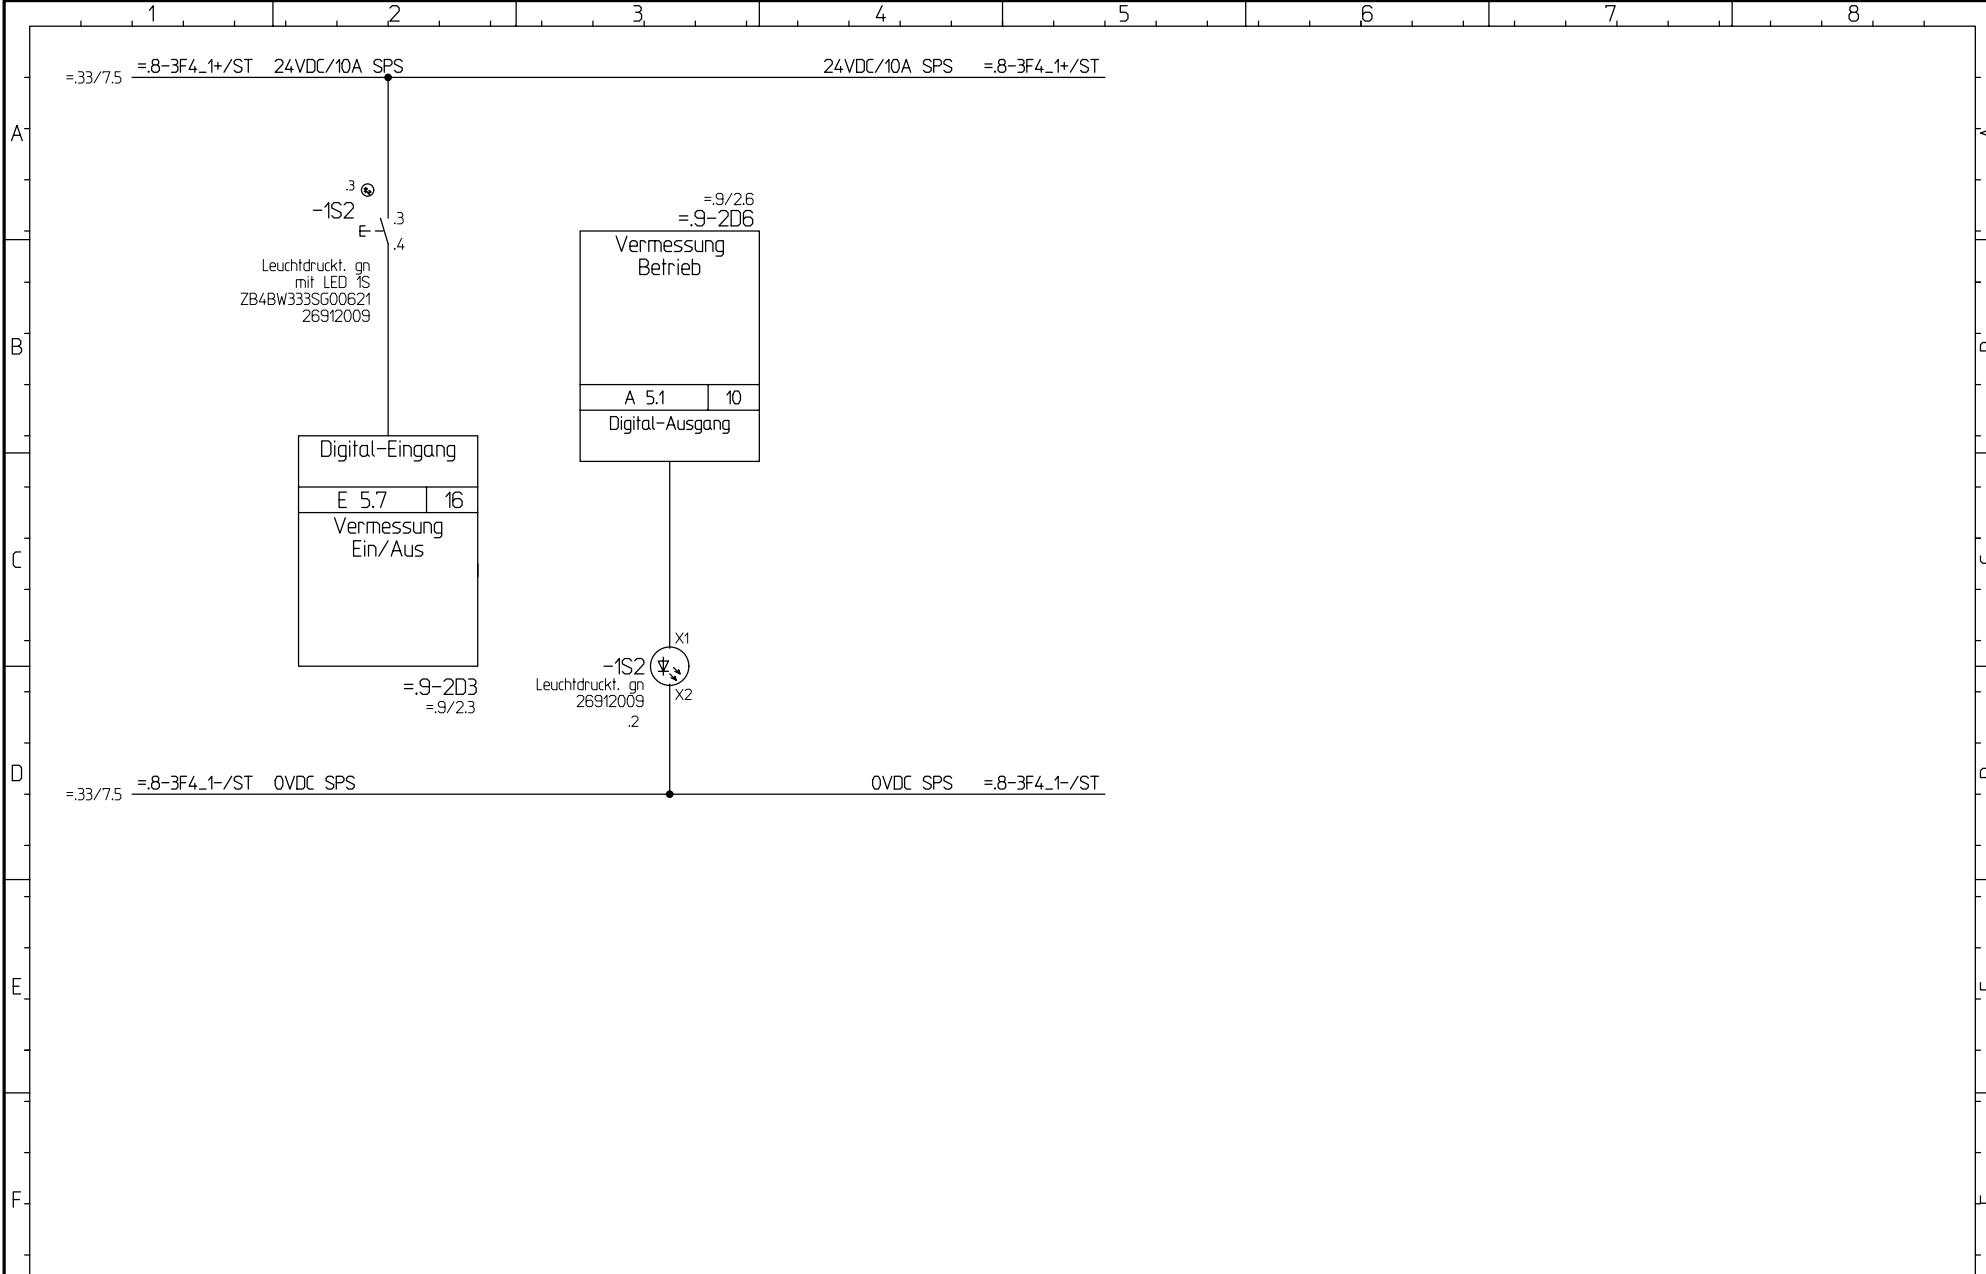 1 2 3 4 5 6 7 8
=.33/7.5 =.8-3F4_1+/ST 24VDC/10A SPS 24VDC/10A SPS =.8-3F4_1+/ST
A
.3
-1S2
.3
.4
E
Leuchtdruckt. gn
mit LED 1S
ZB4BW333SG00621
26912009
=.9/2.6
=.9-2D6
Vermessung
Betrieb
A 5.1 10
Digital-Ausgang
B
Digital-Eingang
E 5.7 16
Vermessung
Ein/Aus
=.9-2D3
=.9/2.3
C
X1
-1S2
Leuchtdruckt. gn
26912009
.2
X2
D
=.33/7.5 =.8-3F4_1-/ST 0VDC SPS 0VDC SPS =.8-3F4_1-/ST
E
F